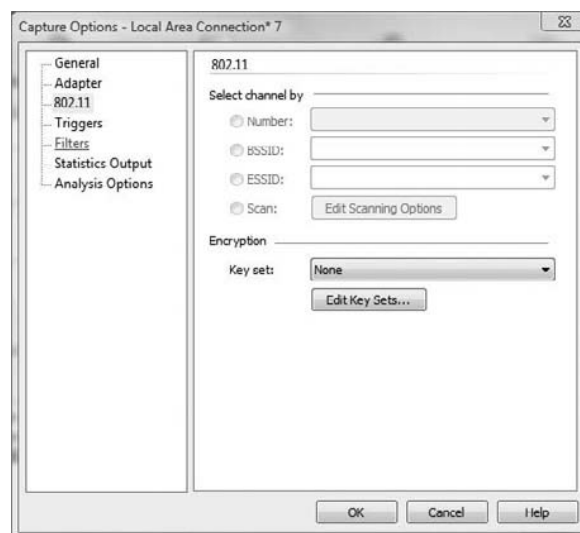 Capture Options - Local Area Connection* 7
General
Adapter
802.11
Triggers
Filters
Statistics Output
Analysis Options
802.11
Select channel by
Number:
BSSID:
ESSID:
Scan: Edit Scanning Options
Encryption
Key set: None
Edit Key Sets...
OK Cancel Help